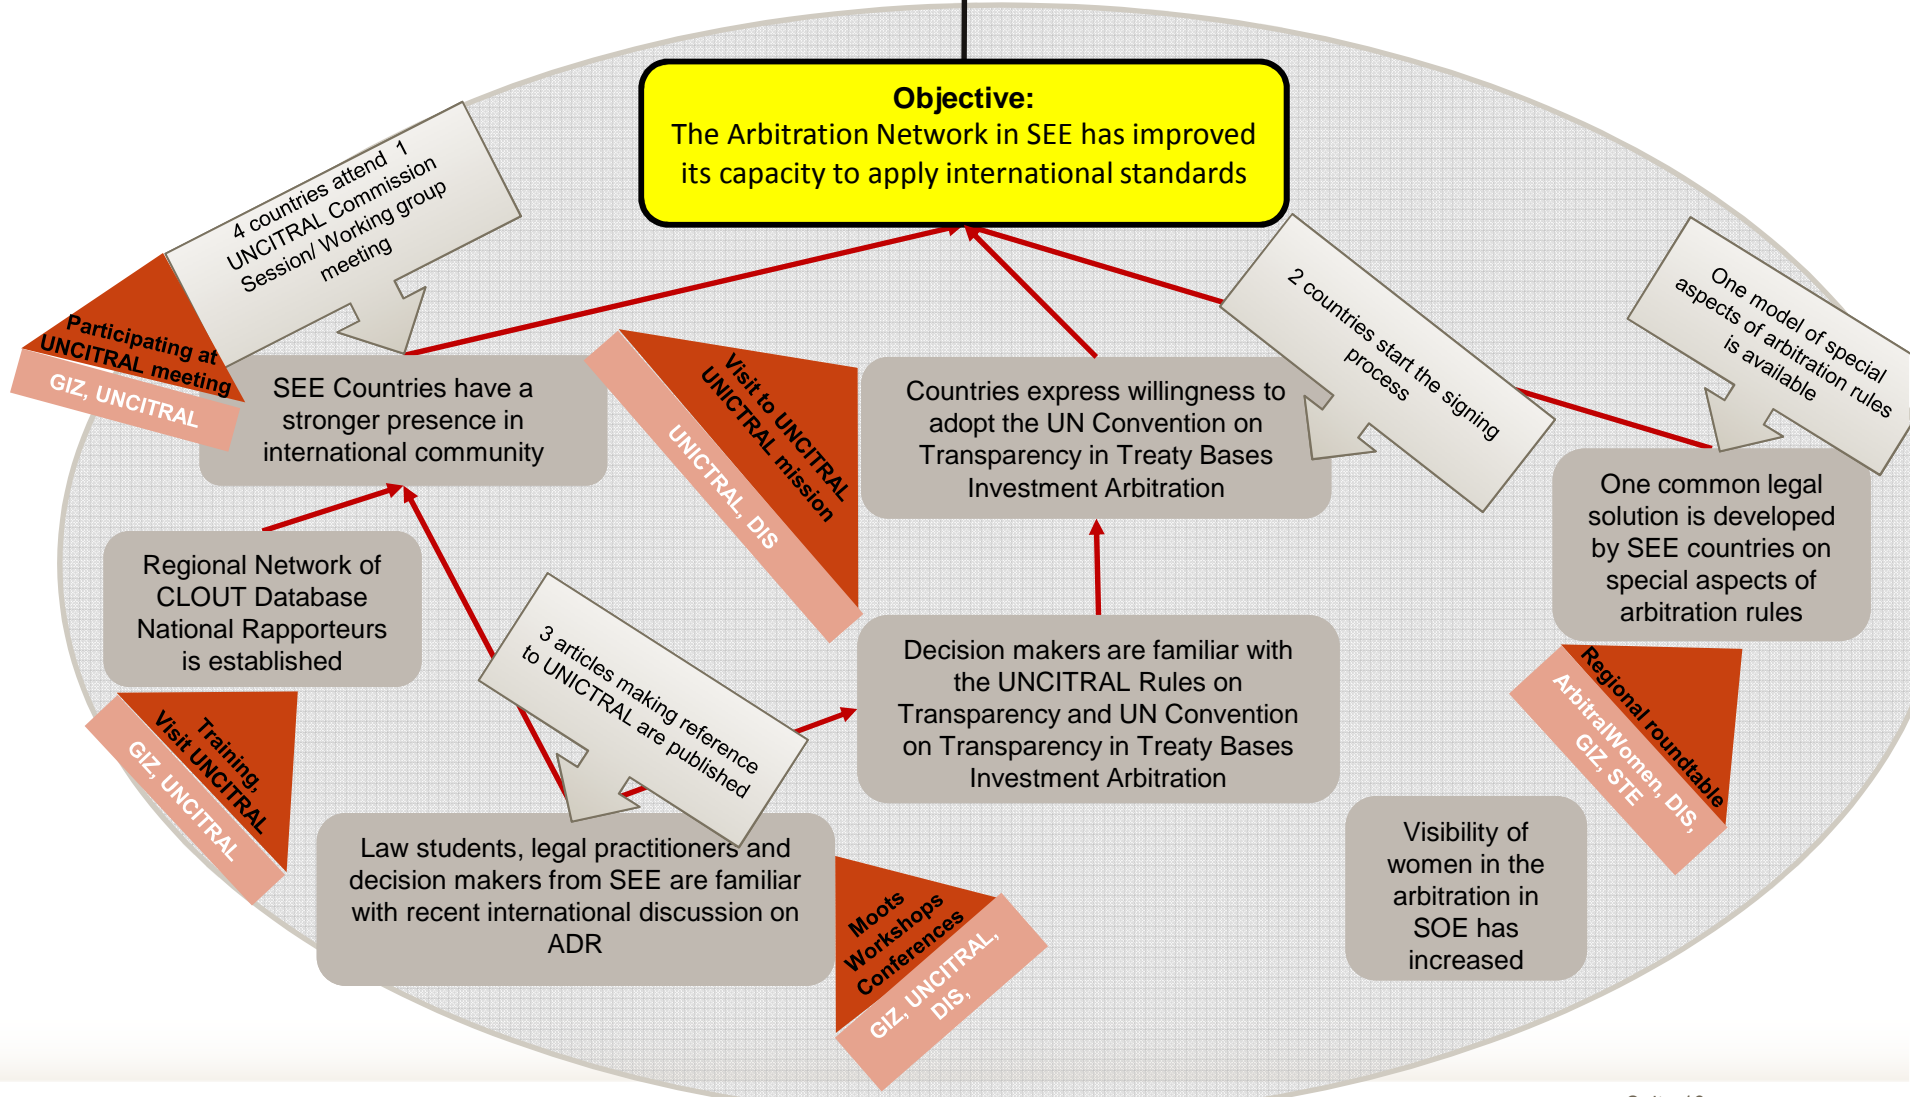 Objective:
The Arbitration Network in SEE has improved
its capacity to apply international standards
4 countries attend 1
UNCITRAL Commission
Session/ Working group
meeting
Participating at
UNCITRAL meeting
GIZ, UNCITRAL
SEE Countries have a
stronger presence in
international community
Visit to UNCITRAL
UNICTRAL mission
UNICTRAL, DIS
Countries express willingness to
adopt the UN Convention on
Transparency in Treaty Bases
Investment Arbitration
2 countries start the signing
process
One model of special
aspects of arbitration rules
is available
One common legal
solution is developed
by SEE countries on
special aspects of
arbitration rules
Regional Network of
CLOUT Database
National Rapporteurs
is established
Training,
Visit UNCITRAL
GIZ, UNCITRAL
3 articles making reference
to UNICTRAL are published
Decision makers are familiar with
the UNCITRAL Rules on
Transparency and UN Convention
on Transparency in Treaty Bases
Investment Arbitration
Regional roundtable
ArbitralWomen, DIS,
GIZ, STE
Law students, legal practitioners and
decision makers from SEE are familiar
with recent international discussion on
ADR
Moots
Workshops
Conferences
GIZ, UNCITRAL,
DIS,
Visibility of
women in the
arbitration in
SOE has
increased